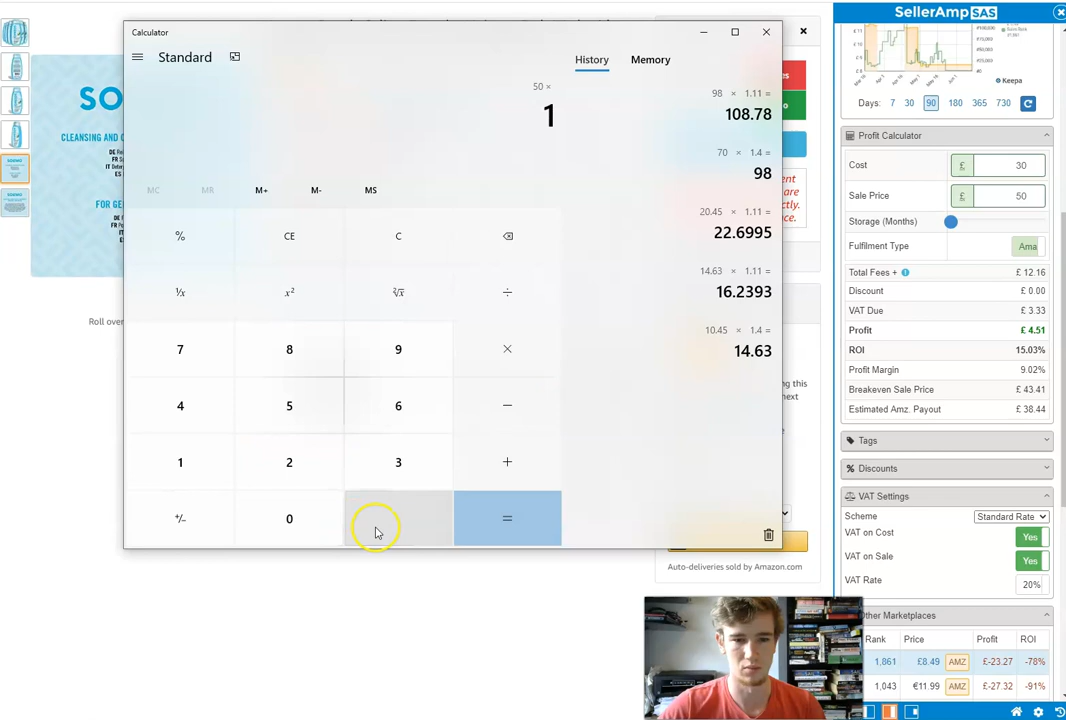 Calculator
Standard
History
Memory
50 ×
1
98 × 1.11 =
108.78
70 × 1.4 =
98
20.45 × 1.11 =
22.6995
14.63 × 1.11 =
16.2393
10.45 × 1.4 =
14.63
MC
MR
M+
M-
MS
%
CE
C
⌫
¹/x
x²
²√x
÷
7
8
9
×
4
5
6
−
1
2
3
+
+/−
0
=
SO
CLEANSING AND
FOR GE
Roll over
Auto-deliveries sold by Amazon.com
SellerAmp SAS
Keepa
Days: 7 30 90 180 365 730
Profit Calculator
Cost £ 30
Sale Price £ 50
Storage (Months)
Fulfilment Type Ama
Total Fees + £ 12.16
Discount £ 0.00
VAT Due £ 3.33
Profit £ 4.51
ROI 15.03%
Profit Margin 9.02%
Breakeven Sale Price £ 43.41
Estimated Amz. Payout £ 38.44
Tags
Discounts
VAT Settings
Scheme Standard Rate
VAT on Cost Yes
VAT on Sale Yes
VAT Rate 20%
Other Marketplaces
Rank Price Profit ROI
1,861 £8.49 AMZ £-23.27 -78%
1,043 €11.99 AMZ £-27.32 -91%